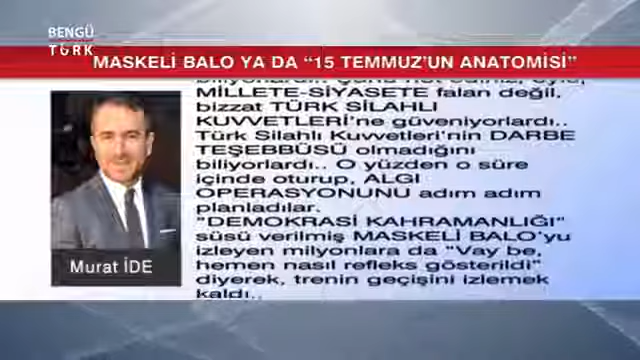 BENGÜ
TÜRK
MASKELİ BALO YA DA “15 TEMMUZ’UN ANATOMİSİ”
MİLLETE-SİYASETE falan değil,
bizzat TÜRK SİLAHLI
KUVVETLERİ'ne güveniyorlardı..
Türk Silahlı Kuvvetleri'nin DARBE
TEŞEBBÜSÜ olmadığını
biliyorlardı.. O yüzden o süre
içinde oturup, ALGI
OPERASYONUNU adım adım
planladılar.
"DEMOKRASİ KAHRAMANLIĞI"
süsü verilmiş MASKELİ BALO'yu
izleyen milyonlara da "Vay be,
hemen nasıl refleks gösterildi"
diyerek, trenin geçişini izlemek
kaldı..
Murat İDE